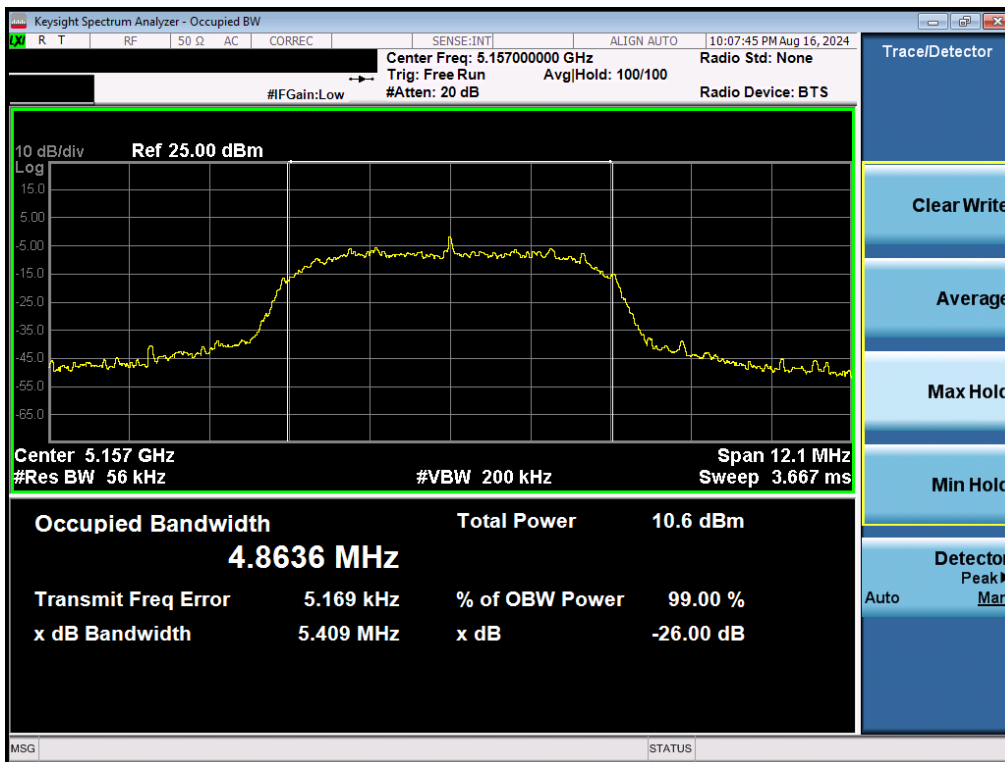 Keysight Spectrum Analyzer - Occupied BW
LXI R T RF 50 Ω AC CORREC SENSE:INT ALIGN AUTO 10:07:45 PM Aug 16, 2024
Center Freq: 5.157000000 GHz Radio Std: None
Trig: Free Run Avg|Hold: 100/100
#IFGain:Low #Atten: 20 dB Radio Device: BTS
10 dB/div Ref 25.00 dBm
Log
15.0
5.00
-5.00
-15.0
-25.0
-35.0
-45.0
-55.0
-65.0
Center 5.157 GHz Span 12.1 MHz
#Res BW 56 kHz #VBW 200 kHz Sweep 3.667 ms
Occupied Bandwidth Total Power 10.6 dBm
4.8636 MHz
Transmit Freq Error 5.169 kHz % of OBW Power 99.00 %
x dB Bandwidth 5.409 MHz x dB -26.00 dB
MSG STATUS
Trace/Detector
Clear Write
Average
Max Hold
Min Hold
Detector
Peak
Auto Man